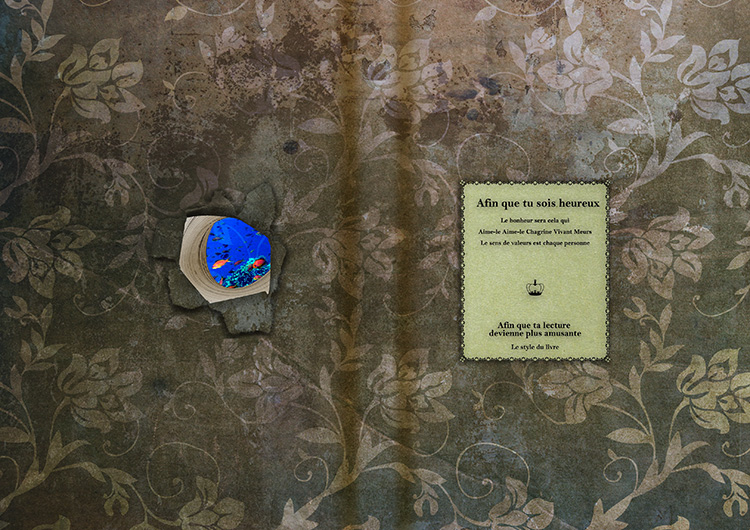 Afin que tu sois heureux
Le bonheur sera cela qui
Aime-le Aime-le Chagrine Vivant Meurs
Le sens de valeurs est chaque personne
Afin que ta lecture
devienne plus amusante
Le style du livre